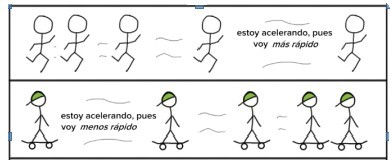 estoy acelerando, pues
voy más rápido
estoy acelerando, pues
voy menos rápido